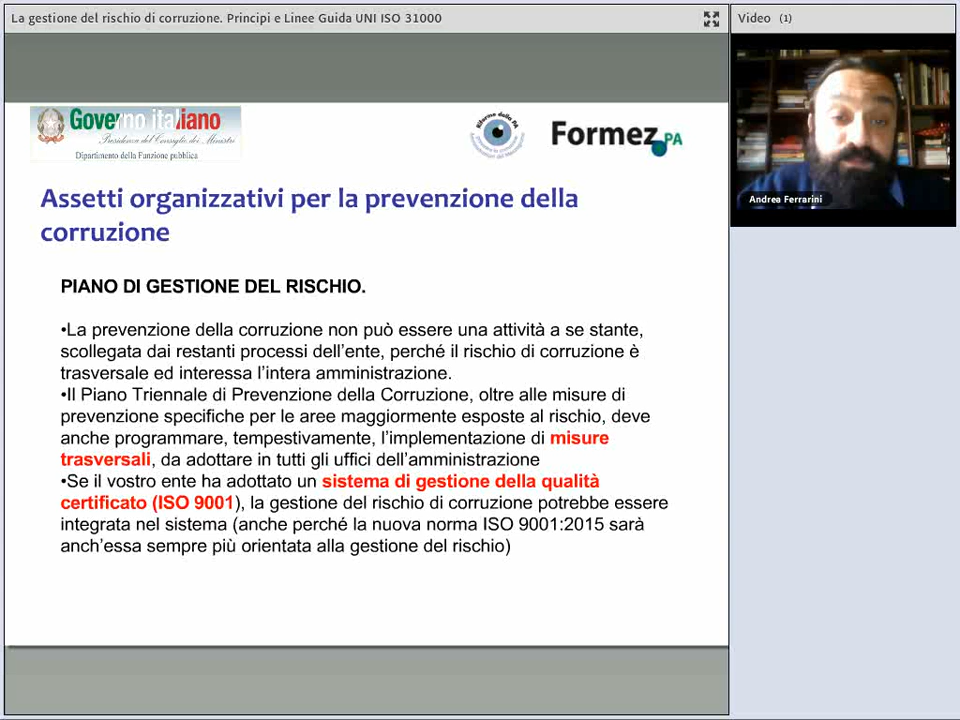 La gestione del rischio di corruzione. Principi e Linee Guida UNI ISO 31000
Video (1)
Governo italiano
Presidenza del Consiglio dei Ministri
Dipartimento della Funzione pubblica
Formez PA
Andrea Ferrarini
Assetti organizzativi per la prevenzione della
corruzione
PIANO DI GESTIONE DEL RISCHIO.
•La prevenzione della corruzione non può essere una attività a se stante,
scollegata dai restanti processi dell'ente, perché il rischio di corruzione è
trasversale ed interessa l'intera amministrazione.
•Il Piano Triennale di Prevenzione della Corruzione, oltre alle misure di
prevenzione specifiche per le aree maggiormente esposte al rischio, deve
anche programmare, tempestivamente, l'implementazione di misure
trasversali, da adottare in tutti gli uffici dell'amministrazione
•Se il vostro ente ha adottato un sistema di gestione della qualità
certificato (ISO 9001), la gestione del rischio di corruzione potrebbe essere
integrata nel sistema (anche perché la nuova norma ISO 9001:2015 sarà
anch'essa sempre più orientata alla gestione del rischio)